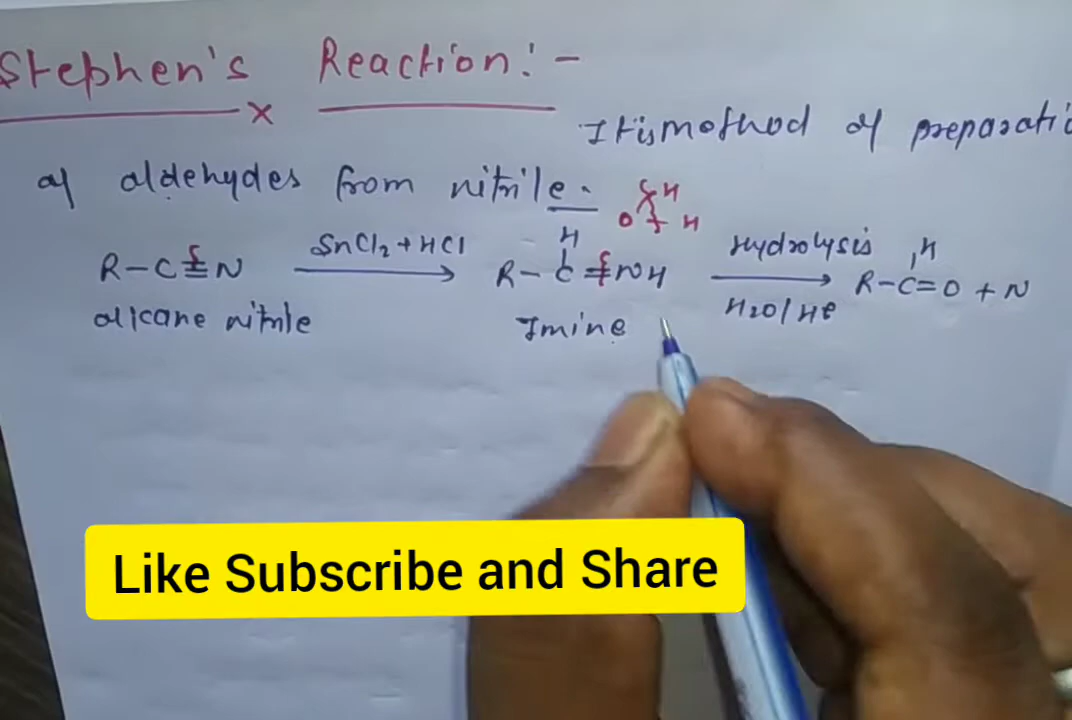 Stephen's Reaction:-
It is method of preparati
of aldehydes from nitrile.
H
O H
H
R-C≡N SnCl2+HCl R-C=NH Hydrolysis R-C=O + N
H
H2O/H⊕
alkane nitrile Imine
Like Subscribe and Share